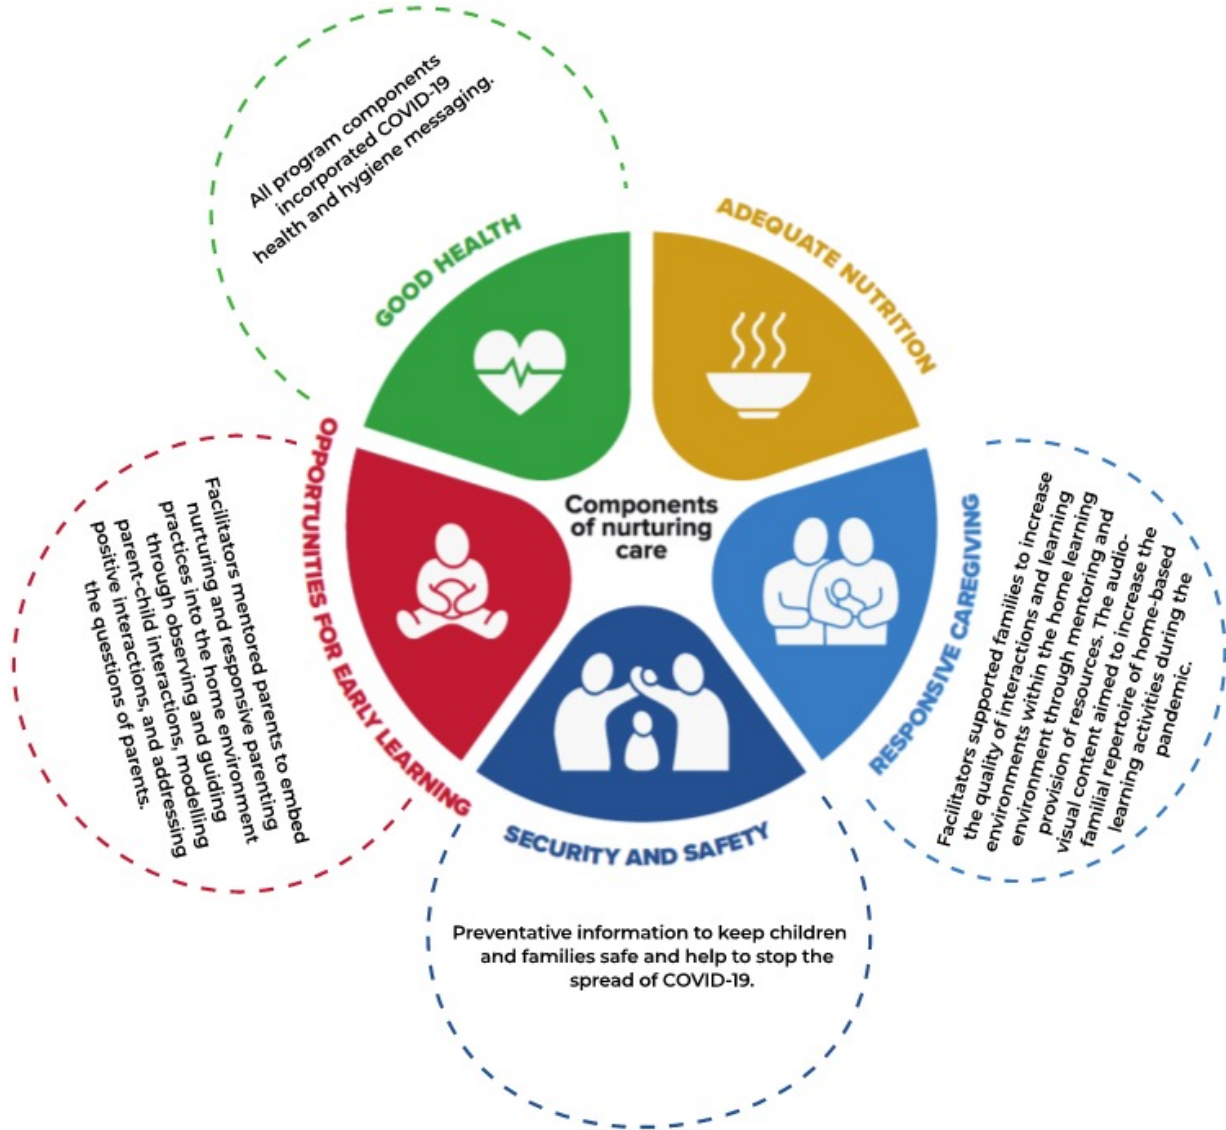 All program components
incorporated COVID-19
health and hygiene messaging.
GOOD HEALTH
ADEQUATE NUTRITION
Components
of nurturing
care
OPPORTUNITIES FOR EARLY LEARNING
Facilitators mentored parents to embed
nurturing and responsive parenting
practices into the home environment
through observing and guiding
parent-child interactions, modelling
positive interactions, and addressing
the questions of parents.
RESPONSIVE CAREGIVING
Facilitators supported families to increase
the quality of interactions and learning
environments within the home learning
environment through mentoring and
provision of resources. The audio-
visual content aimed to increase the
familial repertoire of home-based
learning activities during the
pandemic.
SECURITY AND SAFETY
Preventative information to keep children
and families safe and help to stop the
spread of COVID-19.